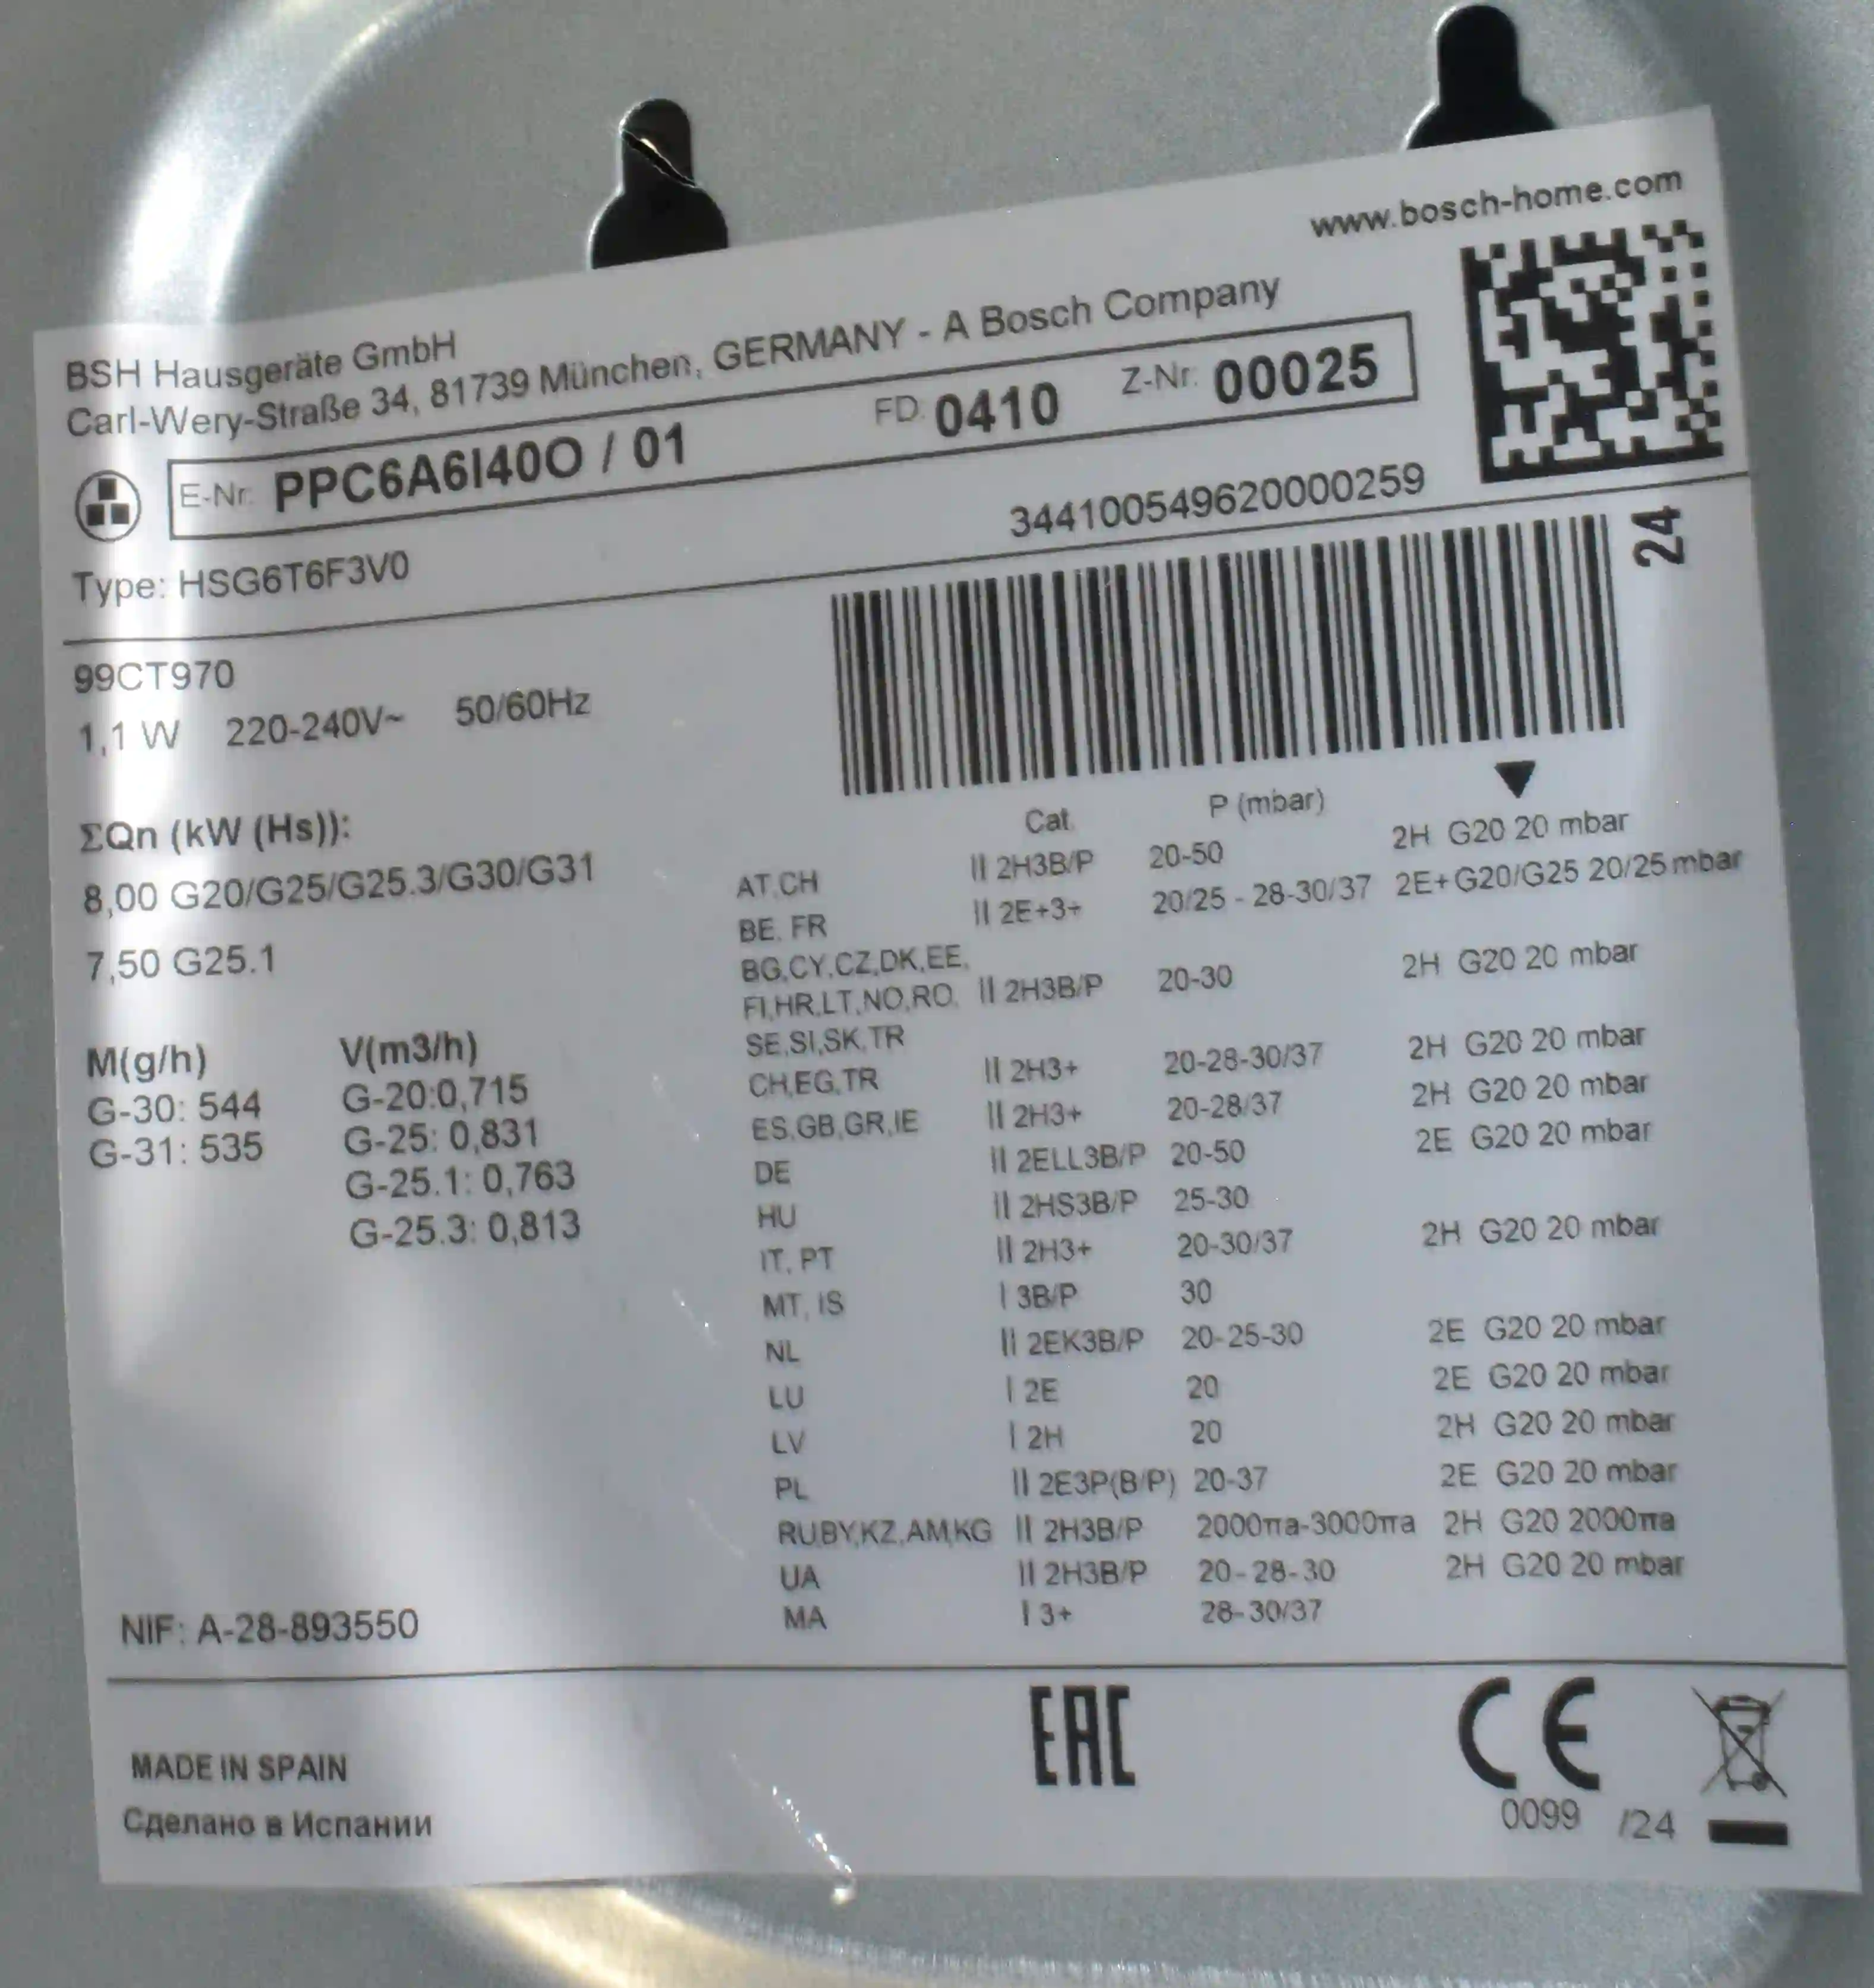 www.bosch-home.com
BSH Hausgeräte GmbH
Carl-Wery-Straße 34, 81739 München, GERMANY - A Bosch Company
E-Nr. PPC6A6I40O / 01 FD 0410 Z-Nr. 00025
Type: HSG6T6F3V0
344100549620000259
24
99CT970
1,1 W 220-240V~ 50/60Hz
ΣQn (kW (Hs)):
8,00 G20/G25/G25.3/G30/G31
7,50 G25.1
M(g/h) V(m3/h)
G-30: 544 G-20:0,715
G-31: 535 G-25: 0,831
G-25.1: 0,763
G-25.3: 0,813
Cat. P (mbar)
AT,CH II 2H3B/P 20-50 2H G20 20 mbar
BE, FR II 2E+3+ 20/25 - 28-30/37 2E+G20/G25 20/25 mbar
BG,CY,CZ,DK,EE,
FI,HR,LT,NO,RO, II 2H3B/P 20-30 2H G20 20 mbar
SE,SI,SK,TR
CH,EG,TR II 2H3+ 20-28-30/37 2H G20 20 mbar
ES,GB,GR,IE II 2H3+ 20-28/37 2H G20 20 mbar
DE II 2ELL3B/P 20-50 2E G20 20 mbar
HU II 2HS3B/P 25-30
IT, PT II 2H3+ 20-30/37 2H G20 20 mbar
MT, IS I 3B/P 30
NL II 2EK3B/P 20-25-30 2E G20 20 mbar
LU I 2E 20 2E G20 20 mbar
LV I 2H 20 2H G20 20 mbar
PL II 2E3P(B/P) 20-37 2E G20 20 mbar
RU,BY,KZ,AM,KG II 2H3B/P 2000πа-3000πа 2H G20 2000πа
UA II 2H3B/P 20-28-30 2H G20 20 mbar
MA I 3+ 28-30/37
NIF: A-28-893550
MADE IN SPAIN
Сделано в Испании
EAC
CE
0099 /24